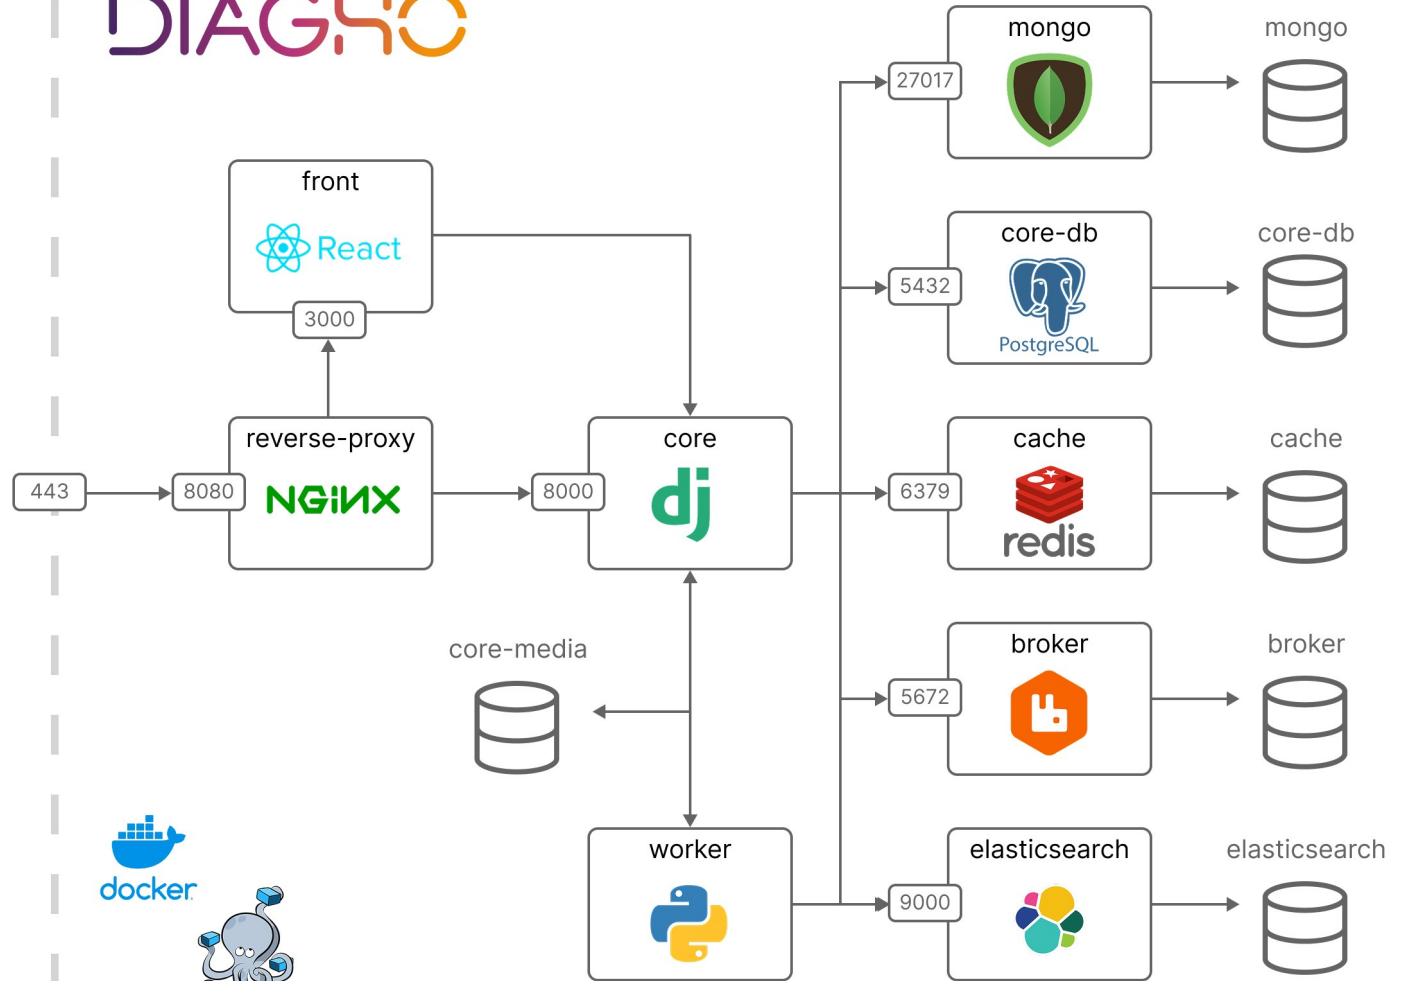 DIAGRO
mongo
mongo
27017
front
React
3000
core-db
core-db
5432
PostgreSQL
reverse-proxy
core
cache
cache
443
8080
NGINX
8000
dj
6379
redis
core-media
broker
broker
5672
worker
elasticsearch
elasticsearch
docker
9000